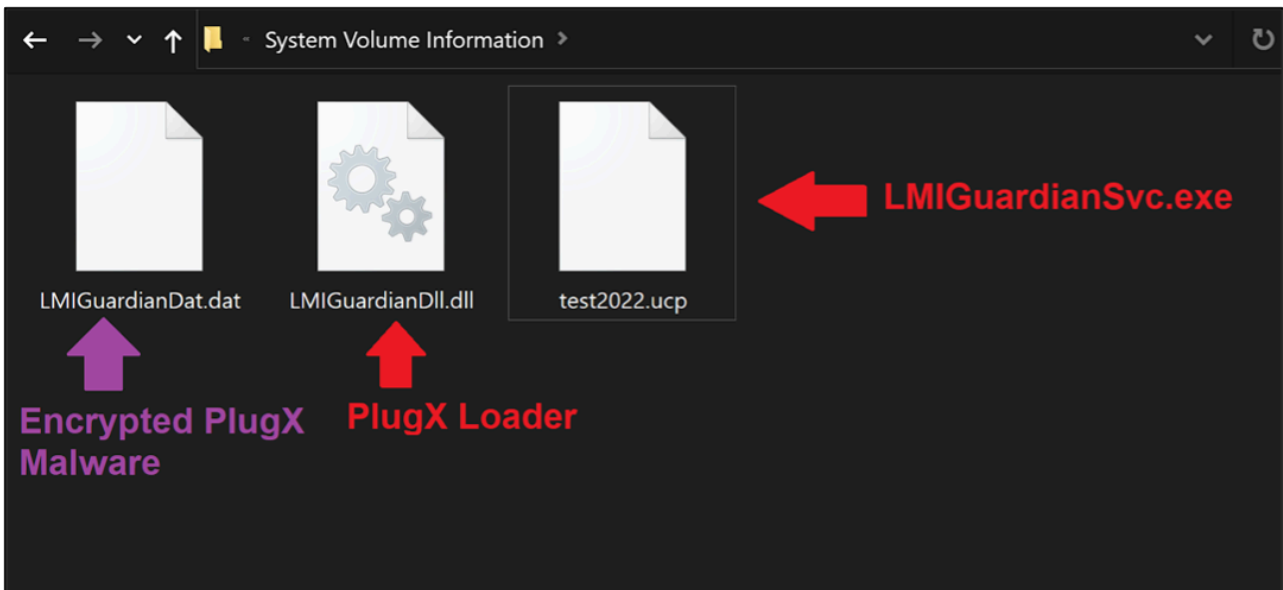 System Volume Information
LMIGuardianSvc.exe
LMIGuardianDat.dat
LMIGuardianDll.dll
test2022.ucp
Encrypted PlugX
Malware
PlugX Loader